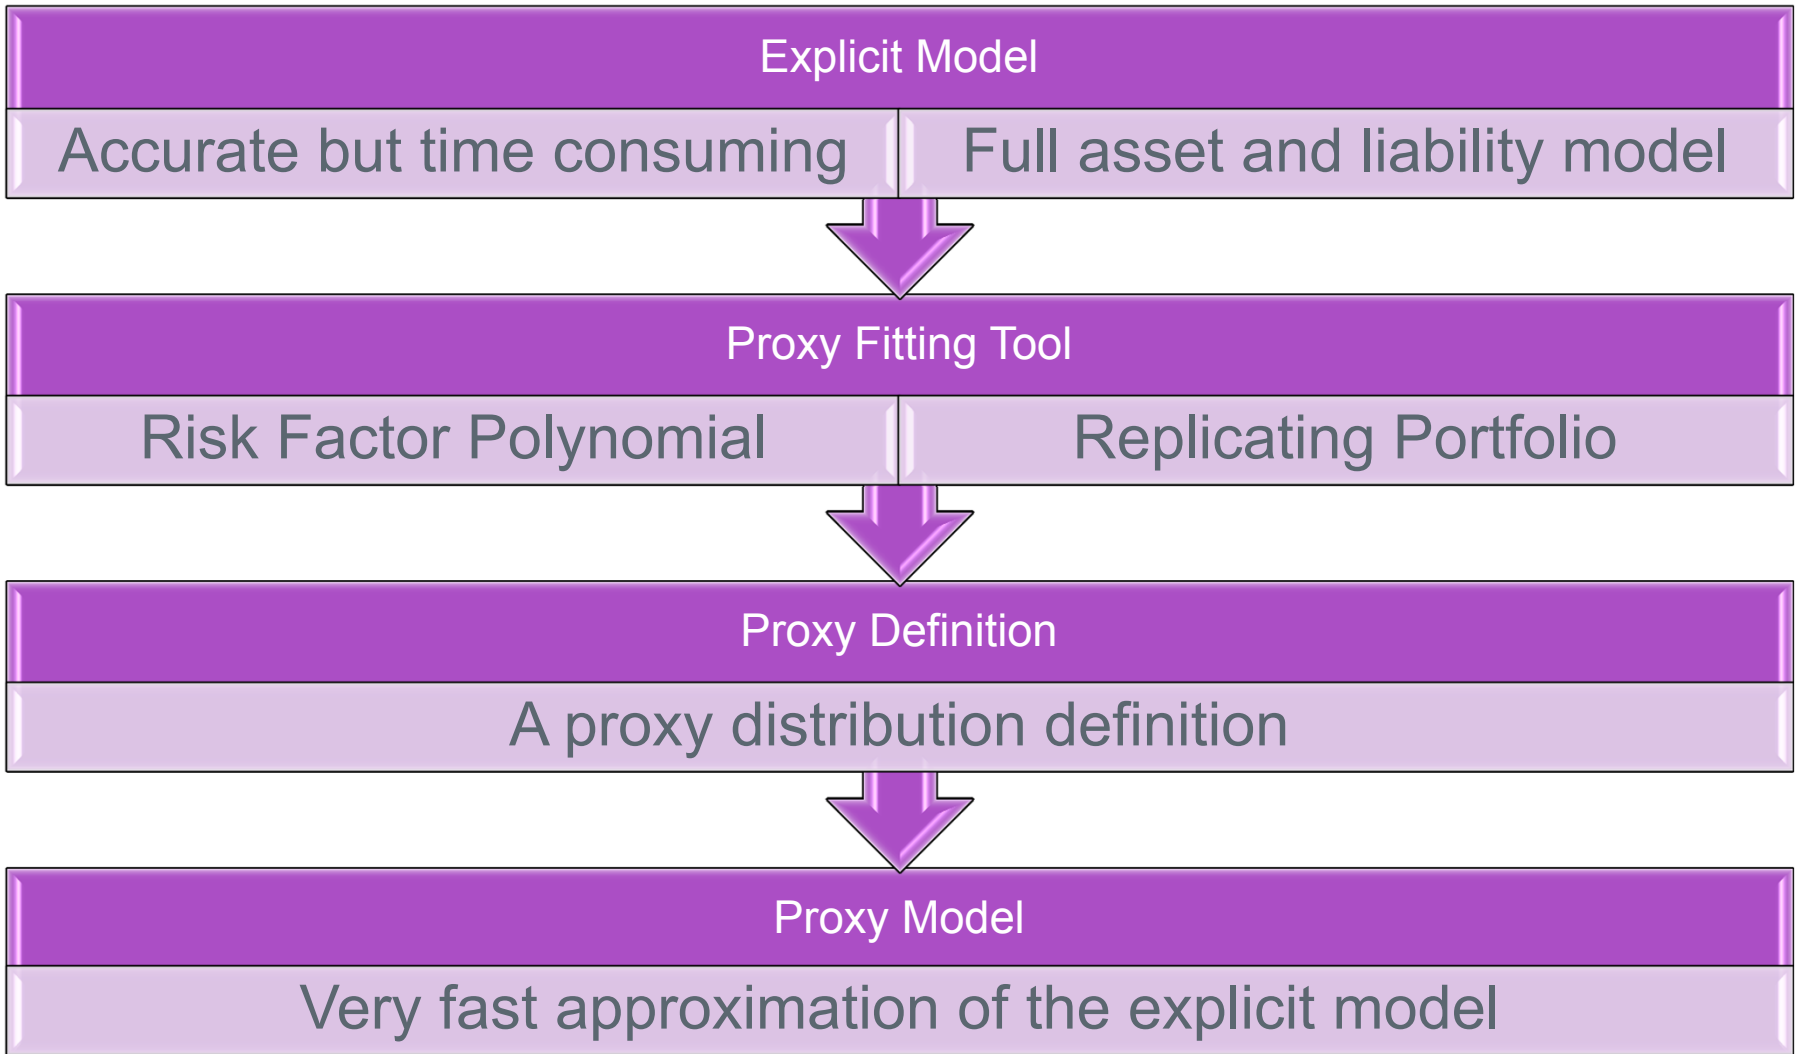 Explicit Model
Accurate but time consuming
Full asset and liability model
Proxy Fitting Tool
Risk Factor Polynomial
Replicating Portfolio
Proxy Definition
A proxy distribution definition
Proxy Model
Very fast approximation of the explicit model